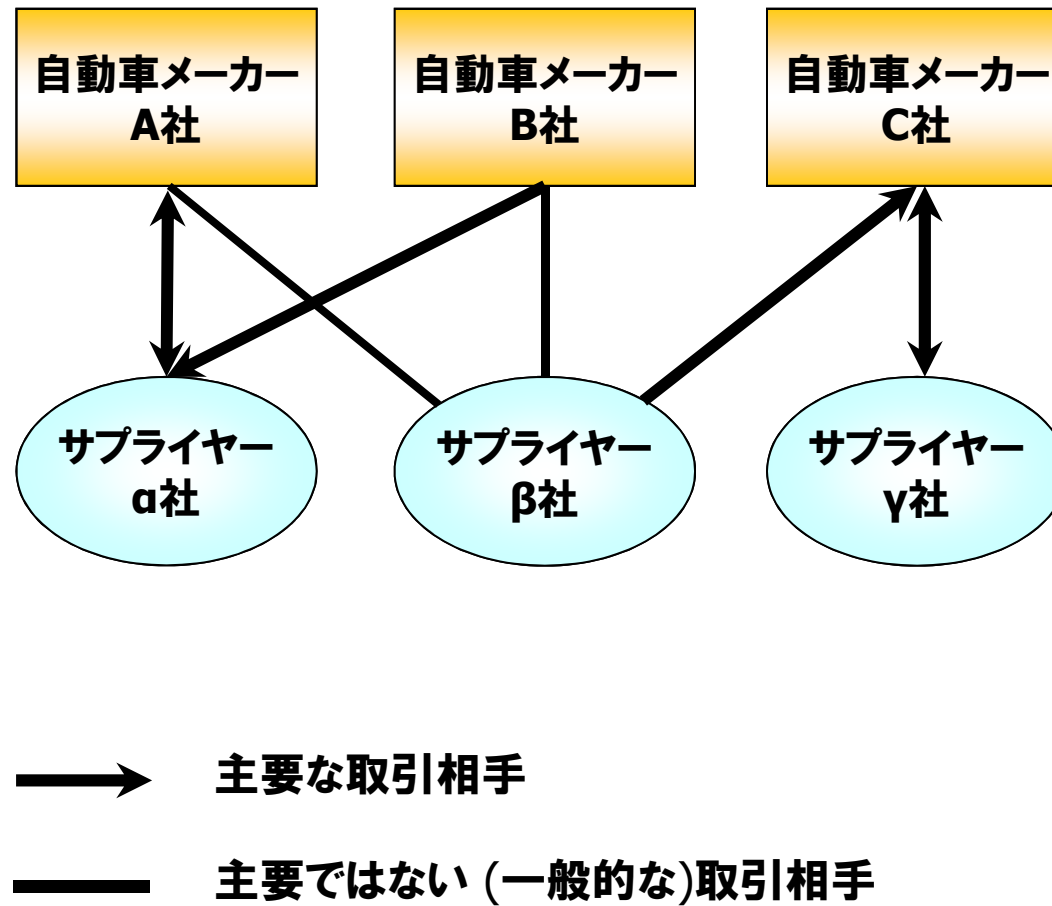 自動車メーカー
A社
自動車メーカー
B社
自動車メーカー
C社
サプライヤー
α社
サプライヤー
β社
サプライヤー
γ社
主要な取引相手
主要ではない (一般的な)取引相手